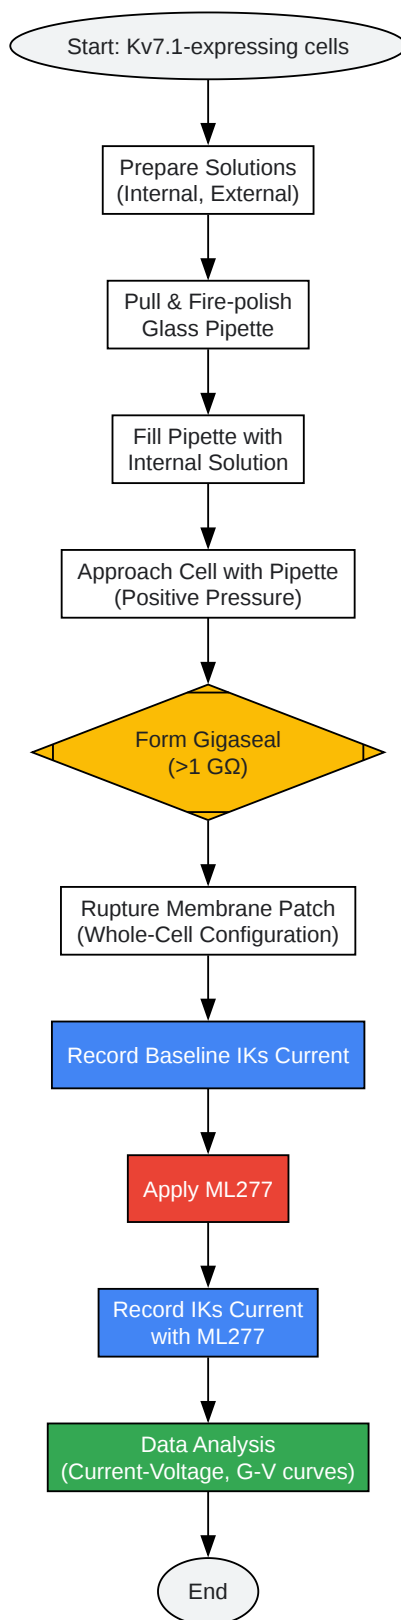 Start: Kv7.1-expressing cells
Prepare Solutions
(Internal, External)
Pull & Fire-polish
Glass Pipette
Fill Pipette with
Internal Solution
Approach Cell with Pipette
(Positive Pressure)
Form Gigaseal
(>1 GΩ)
Rupture Membrane Patch
(Whole-Cell Configuration)
Record Baseline IKs Current
Apply ML277
Record IKs Current
with ML277
Data Analysis
(Current-Voltage, G-V curves)
End